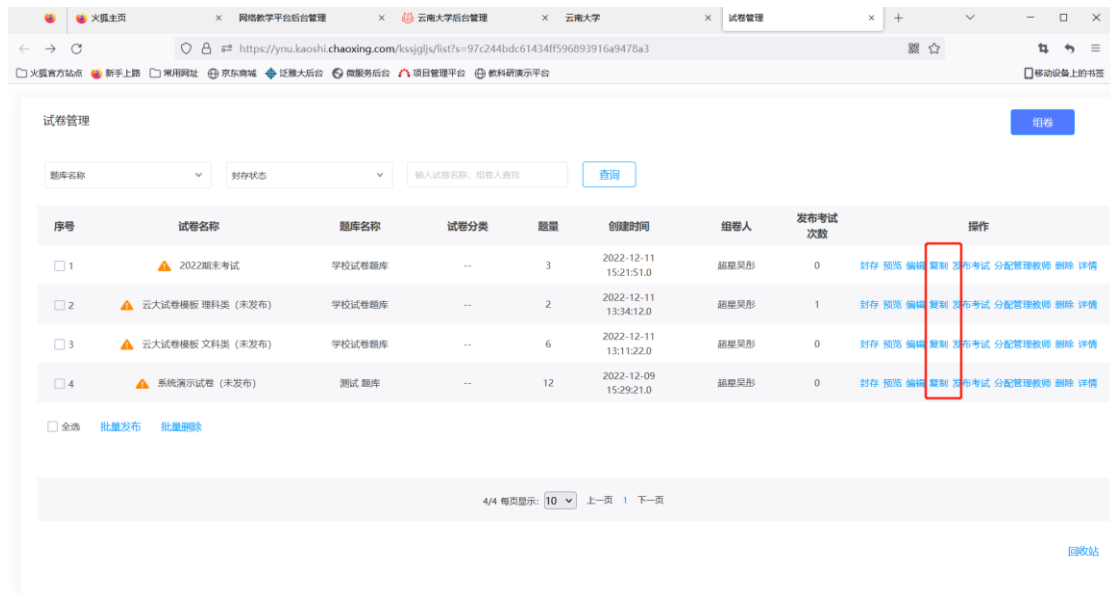 火狐主页
网络教学平台后台管理
云南大学后台管理
云南大学
试卷管理
https://ynu.kaoshi.chaoxing.com/kssjgljs/list?s=97c244bdc61434ff596893916a9478a3
火狐官方站点 新手上路 常用网址 京东商城 泛雅大后台 微服务后台 项目管理平台 教科研演示平台 移动设备上的书签
试卷管理 组卷
题库名称 封存状态 输入试卷名称、组卷人查找 查询
序号 试卷名称 题库名称 试卷分类 题量 创建时间 组卷人 发布考试次数 操作
1 2022期末考试 学校试卷题库 -- 3 2022-12-11 15:21:51.0 超星吴彤 0 封存 预览 编辑 复制 发布考试 分配管理教师 删除 详情
2 云大试卷模板 理科类（未发布） 学校试卷题库 -- 2 2022-12-11 13:34:12.0 超星吴彤 1 封存 预览 编辑 复制 发布考试 分配管理教师 删除 详情
3 云大试卷模板 文科类（未发布） 学校试卷题库 -- 6 2022-12-11 13:11:22.0 超星吴彤 0 封存 预览 编辑 复制 发布考试 分配管理教师 删除 详情
4 系统演示试卷（未发布） 测试 题库 -- 12 2022-12-09 15:29:21.0 超星吴彤 0 封存 预览 编辑 复制 发布考试 分配管理教师 删除 详情
全选 批量发布 批量删除
4/4 每页显示: 10 上一页 1 下一页
回收站